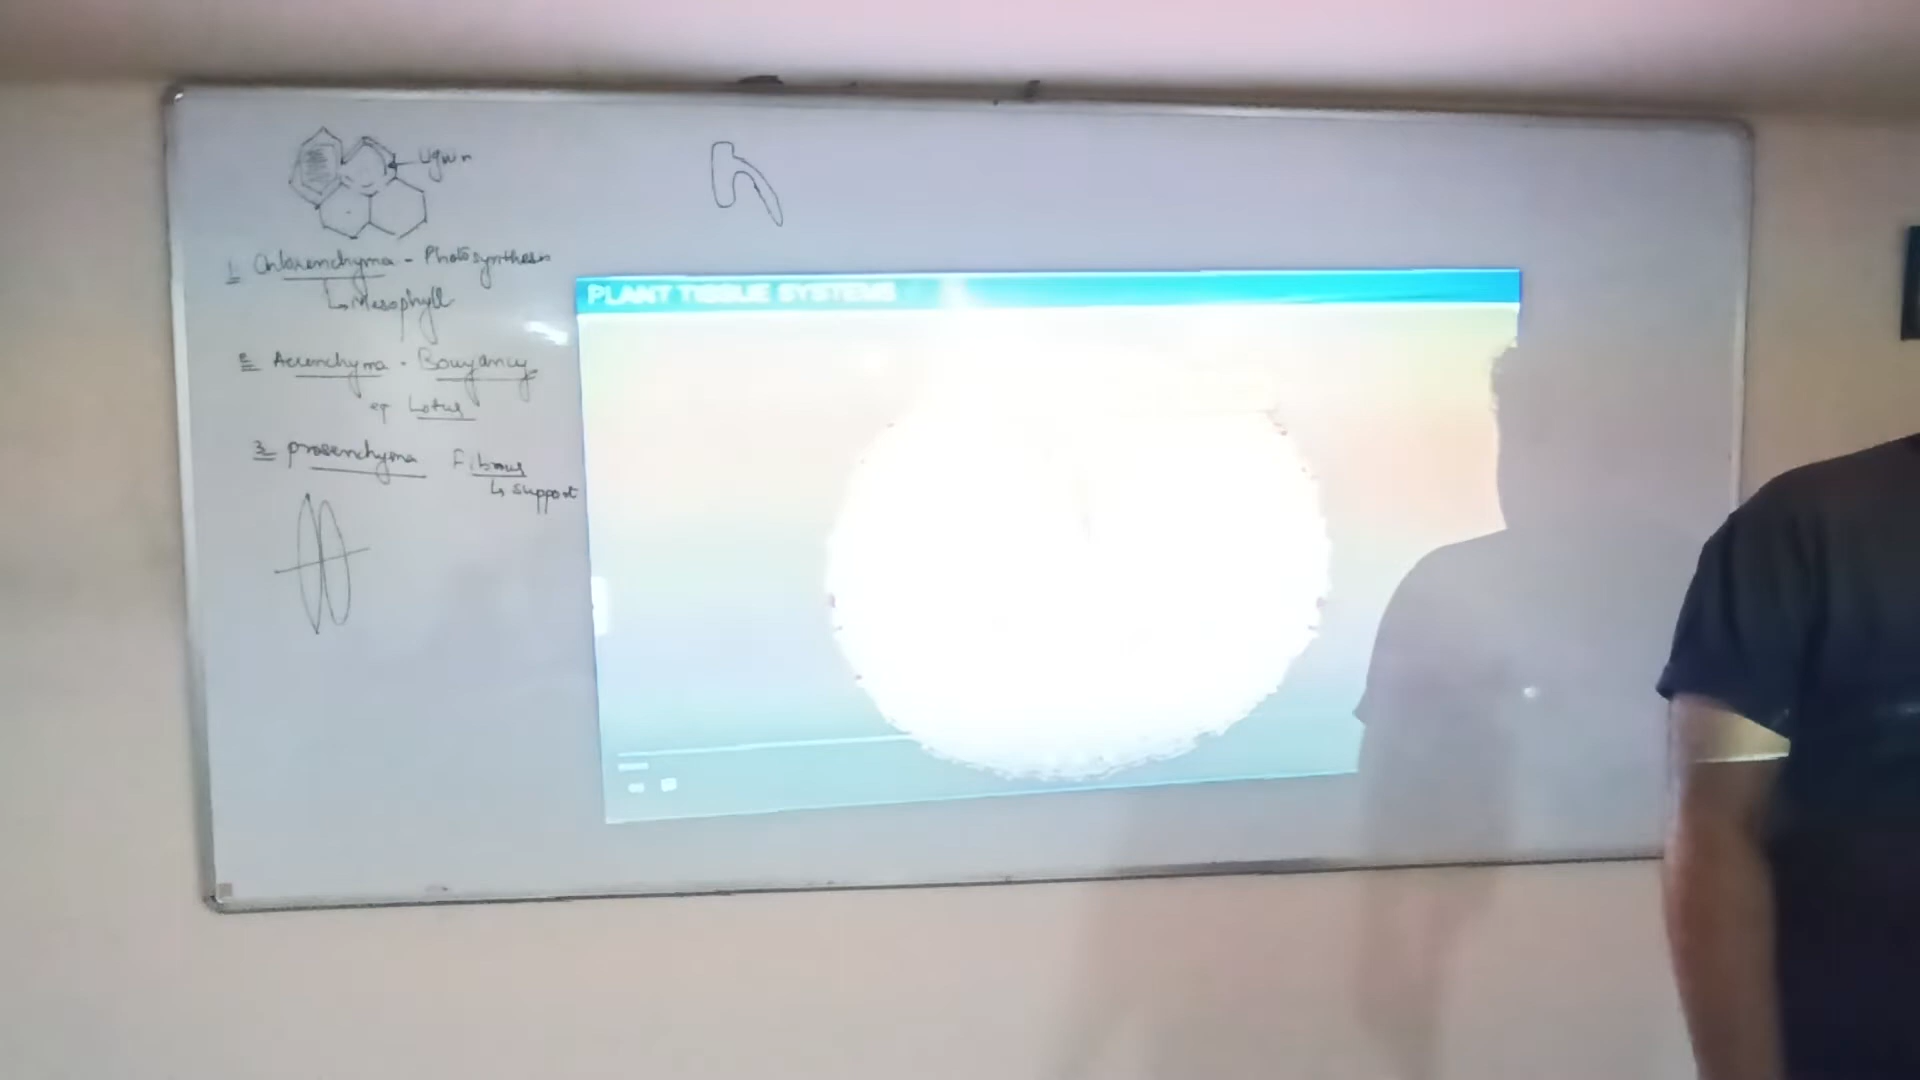 Lignin
1 Chlorenchyma - Photosynthesis
↳ Mesophyll
2 Aerenchyma - Bouyancy
eg Lotus
3 prosenchyma Fibrous
↳ support
PLANT TISSUE SYSTEMS